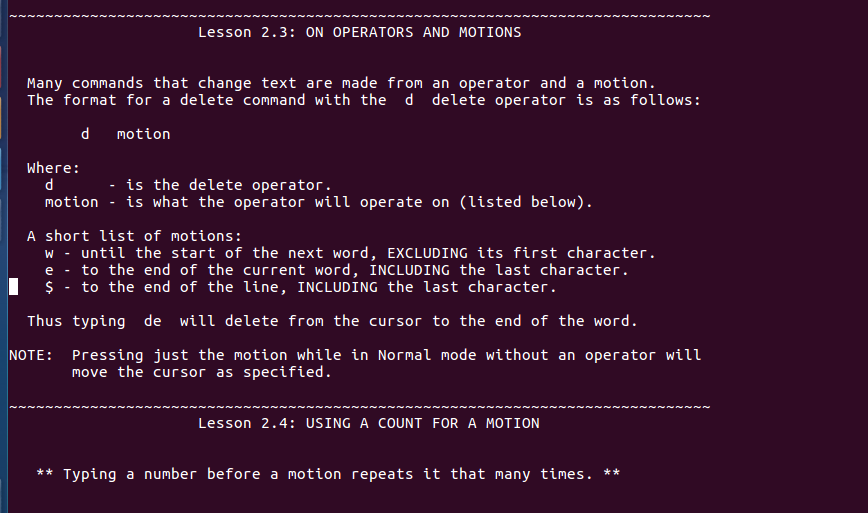 ~~~~~~~~~~~~~~~~~~~~~~~~~~~~~~~~~~~~~~~~~~~~~~~~~~~~~~~~~~~~~~~~~~~~~~~~~~~~~~
Lesson 2.3: ON OPERATORS AND MOTIONS
Many commands that change text are made from an operator and a motion.
The format for a delete command with the  d  delete operator is as follows:
d   motion
Where:
d      - is the delete operator.
motion - is what the operator will operate on (listed below).
A short list of motions:
w - until the start of the next word, EXCLUDING its first character.
e - to the end of the current word, INCLUDING the last character.
$ - to the end of the line, INCLUDING the last character.
Thus typing  de  will delete from the cursor to the end of the word.
NOTE:  Pressing just the motion while in Normal mode without an operator will
move the cursor as specified.
~~~~~~~~~~~~~~~~~~~~~~~~~~~~~~~~~~~~~~~~~~~~~~~~~~~~~~~~~~~~~~~~~~~~~~~~~~~~~~
Lesson 2.4: USING A COUNT FOR A MOTION
** Typing a number before a motion repeats it that many times. **